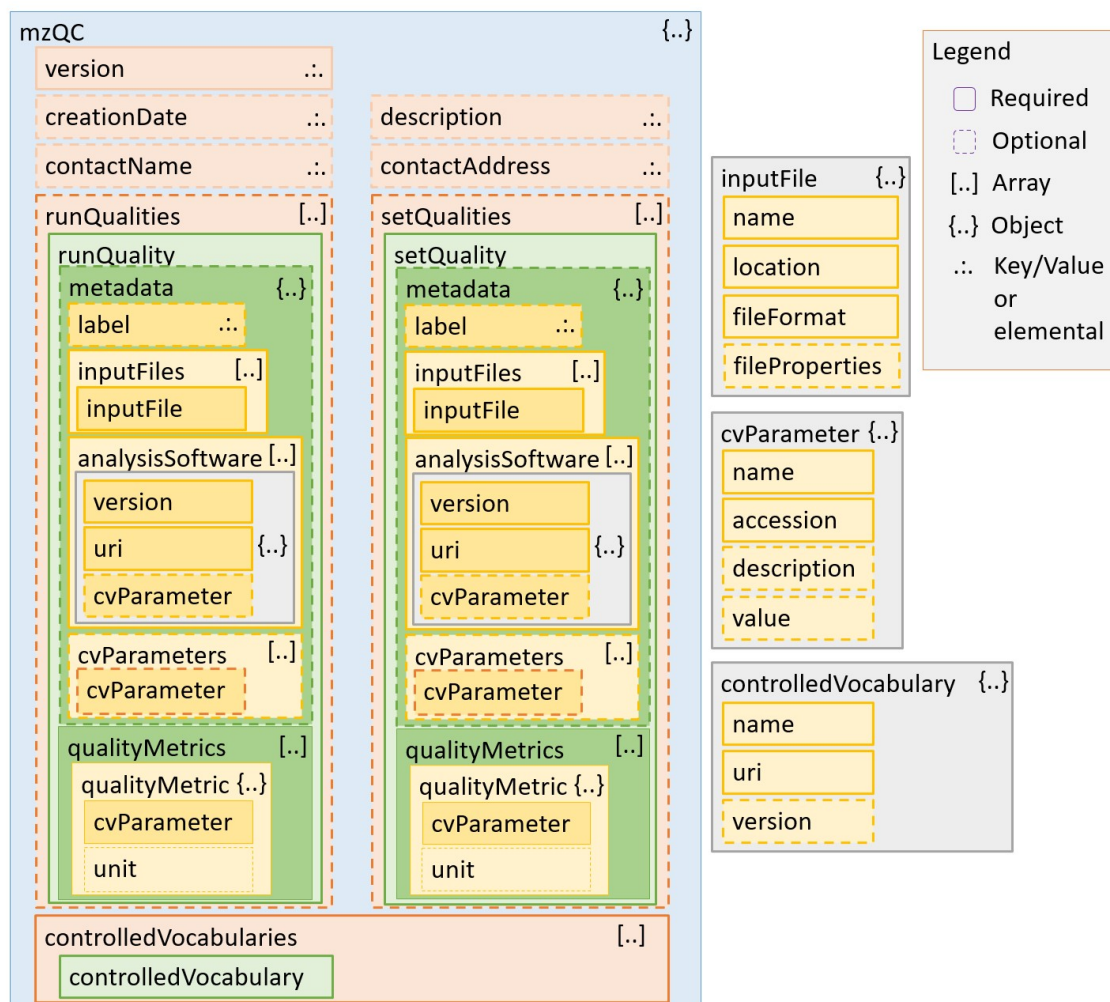 mzQC {..}
version .:.
creationDate .:.
description .:.
contactName .:.
contactAddress .:.
runQualities [..]
runQuality
metadata {..}
label .:.
inputFiles [..]
inputFile
analysisSoftware [..]
version
uri {..}
cvParameter
cvParameters [..]
cvParameter
qualityMetrics [..]
qualityMetric {..}
cvParameter
unit
setQualities [..]
setQuality
metadata {..}
label .:.
inputFiles [..]
inputFile
analysisSoftware [..]
version
uri {..}
cvParameter
cvParameters [..]
cvParameter
qualityMetrics [..]
qualityMetric {..}
cvParameter
unit
controlledVocabularies [..]
controlledVocabulary
inputFile {..}
name
location
fileFormat
fileProperties
cvParameter {..}
name
accession
description
value
controlledVocabulary {..}
name
uri
version
Legend
Required
Optional
[..] Array
{..} Object
.:. Key/Value
or
elemental